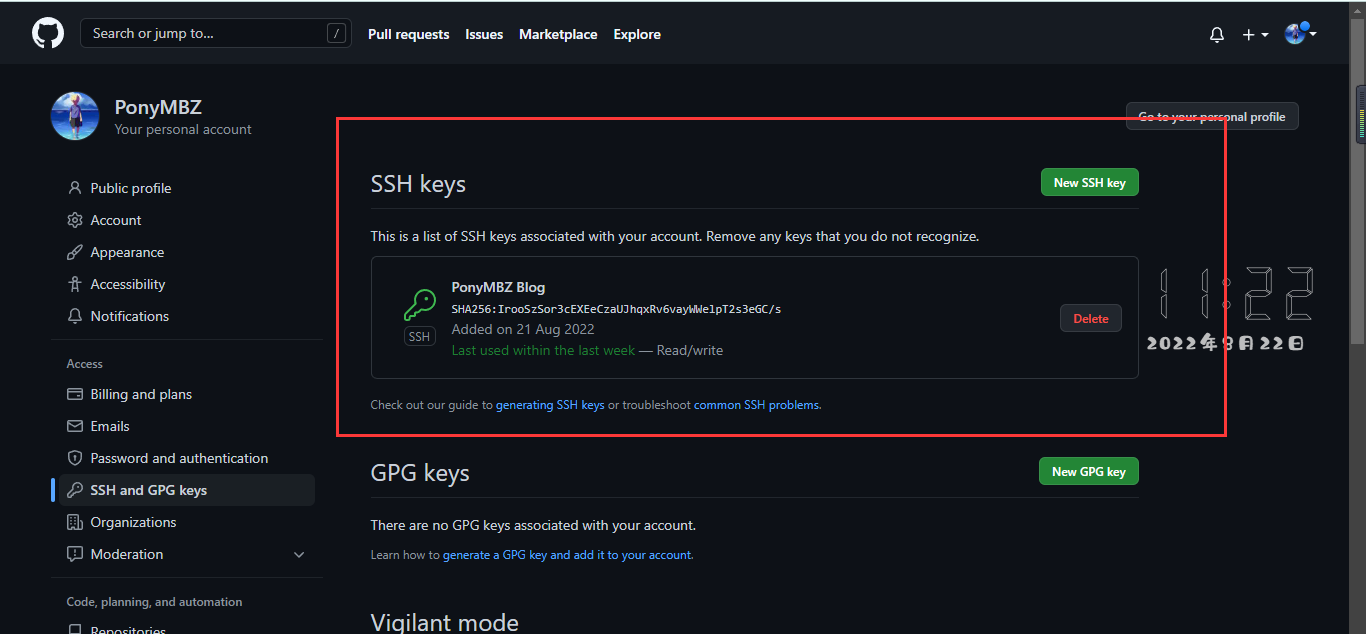 Search or jump to...
/
Pull requests
Issues
Marketplace
Explore
PonyMBZ
Your personal account
Go to your personal profile
Public profile
Account
Appearance
Accessibility
Notifications
Access
Billing and plans
Emails
Password and authentication
SSH and GPG keys
Organizations
Moderation
Code, planning, and automation
Repositories
SSH keys
New SSH key
This is a list of SSH keys associated with your account. Remove any keys that you do not recognize.
PonyMBZ Blog
SHA256:IrooSzSor3cEXEeCzaUJhqxRv6vayWWelpT2s3eGC/s
SSH
Added on 21 Aug 2022
Last used within the last week — Read/write
Delete
Check out our guide to generating SSH keys or troubleshoot common SSH problems.
11:22
2022年8月22日
GPG keys
New GPG key
There are no GPG keys associated with your account.
Learn how to generate a GPG key and add it to your account.
Vigilant mode